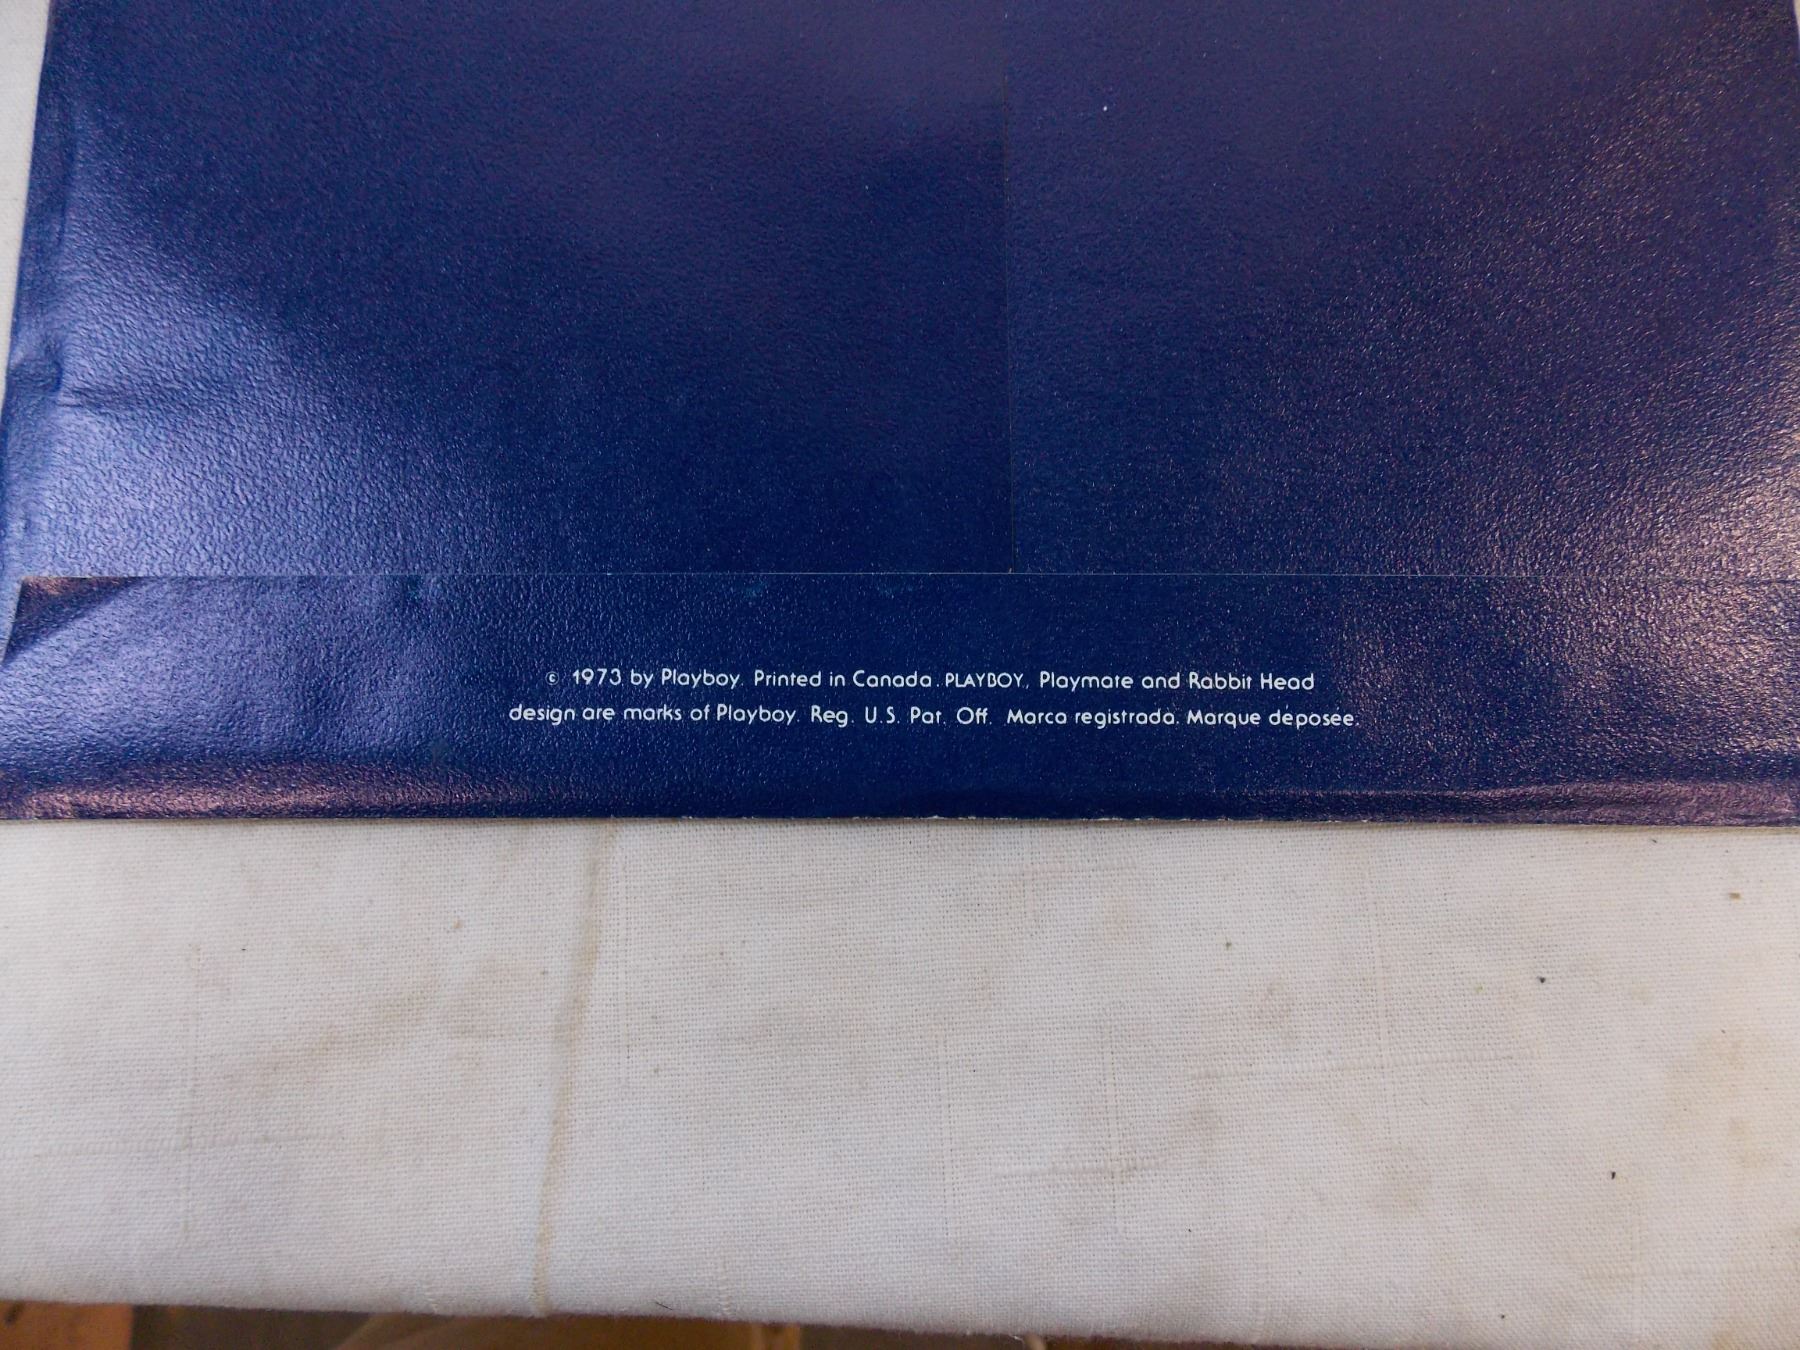 © 1973 by Playboy. Printed in Canada. PLAYBOY, Playmate and Rabbit Head
design are marks of Playboy. Reg. U.S. Pat. Off. Marca registrada. Marque déposée.